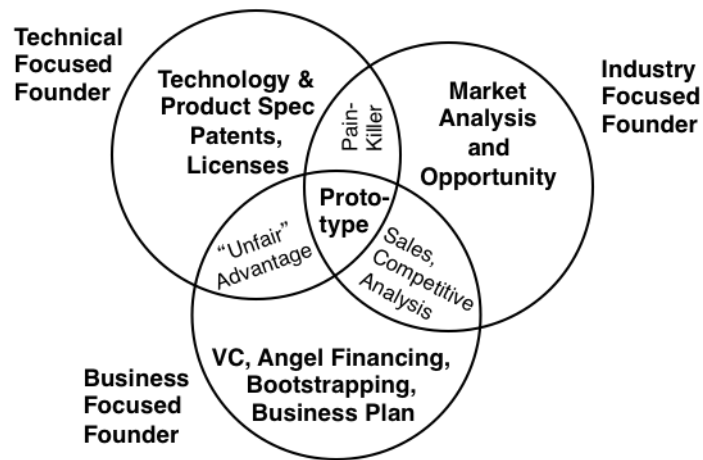 Technical
Focused
Founder
Technology &
Product Spec
Patents,
Licenses
Pain-
Killer
Market
Analysis
and
Opportunity
Industry
Focused
Founder
Proto-
type
“Unfair”
Advantage
Sales,
Competitive
Analysis
VC, Angel Financing,
Bootstrapping,
Business Plan
Business
Focused
Founder